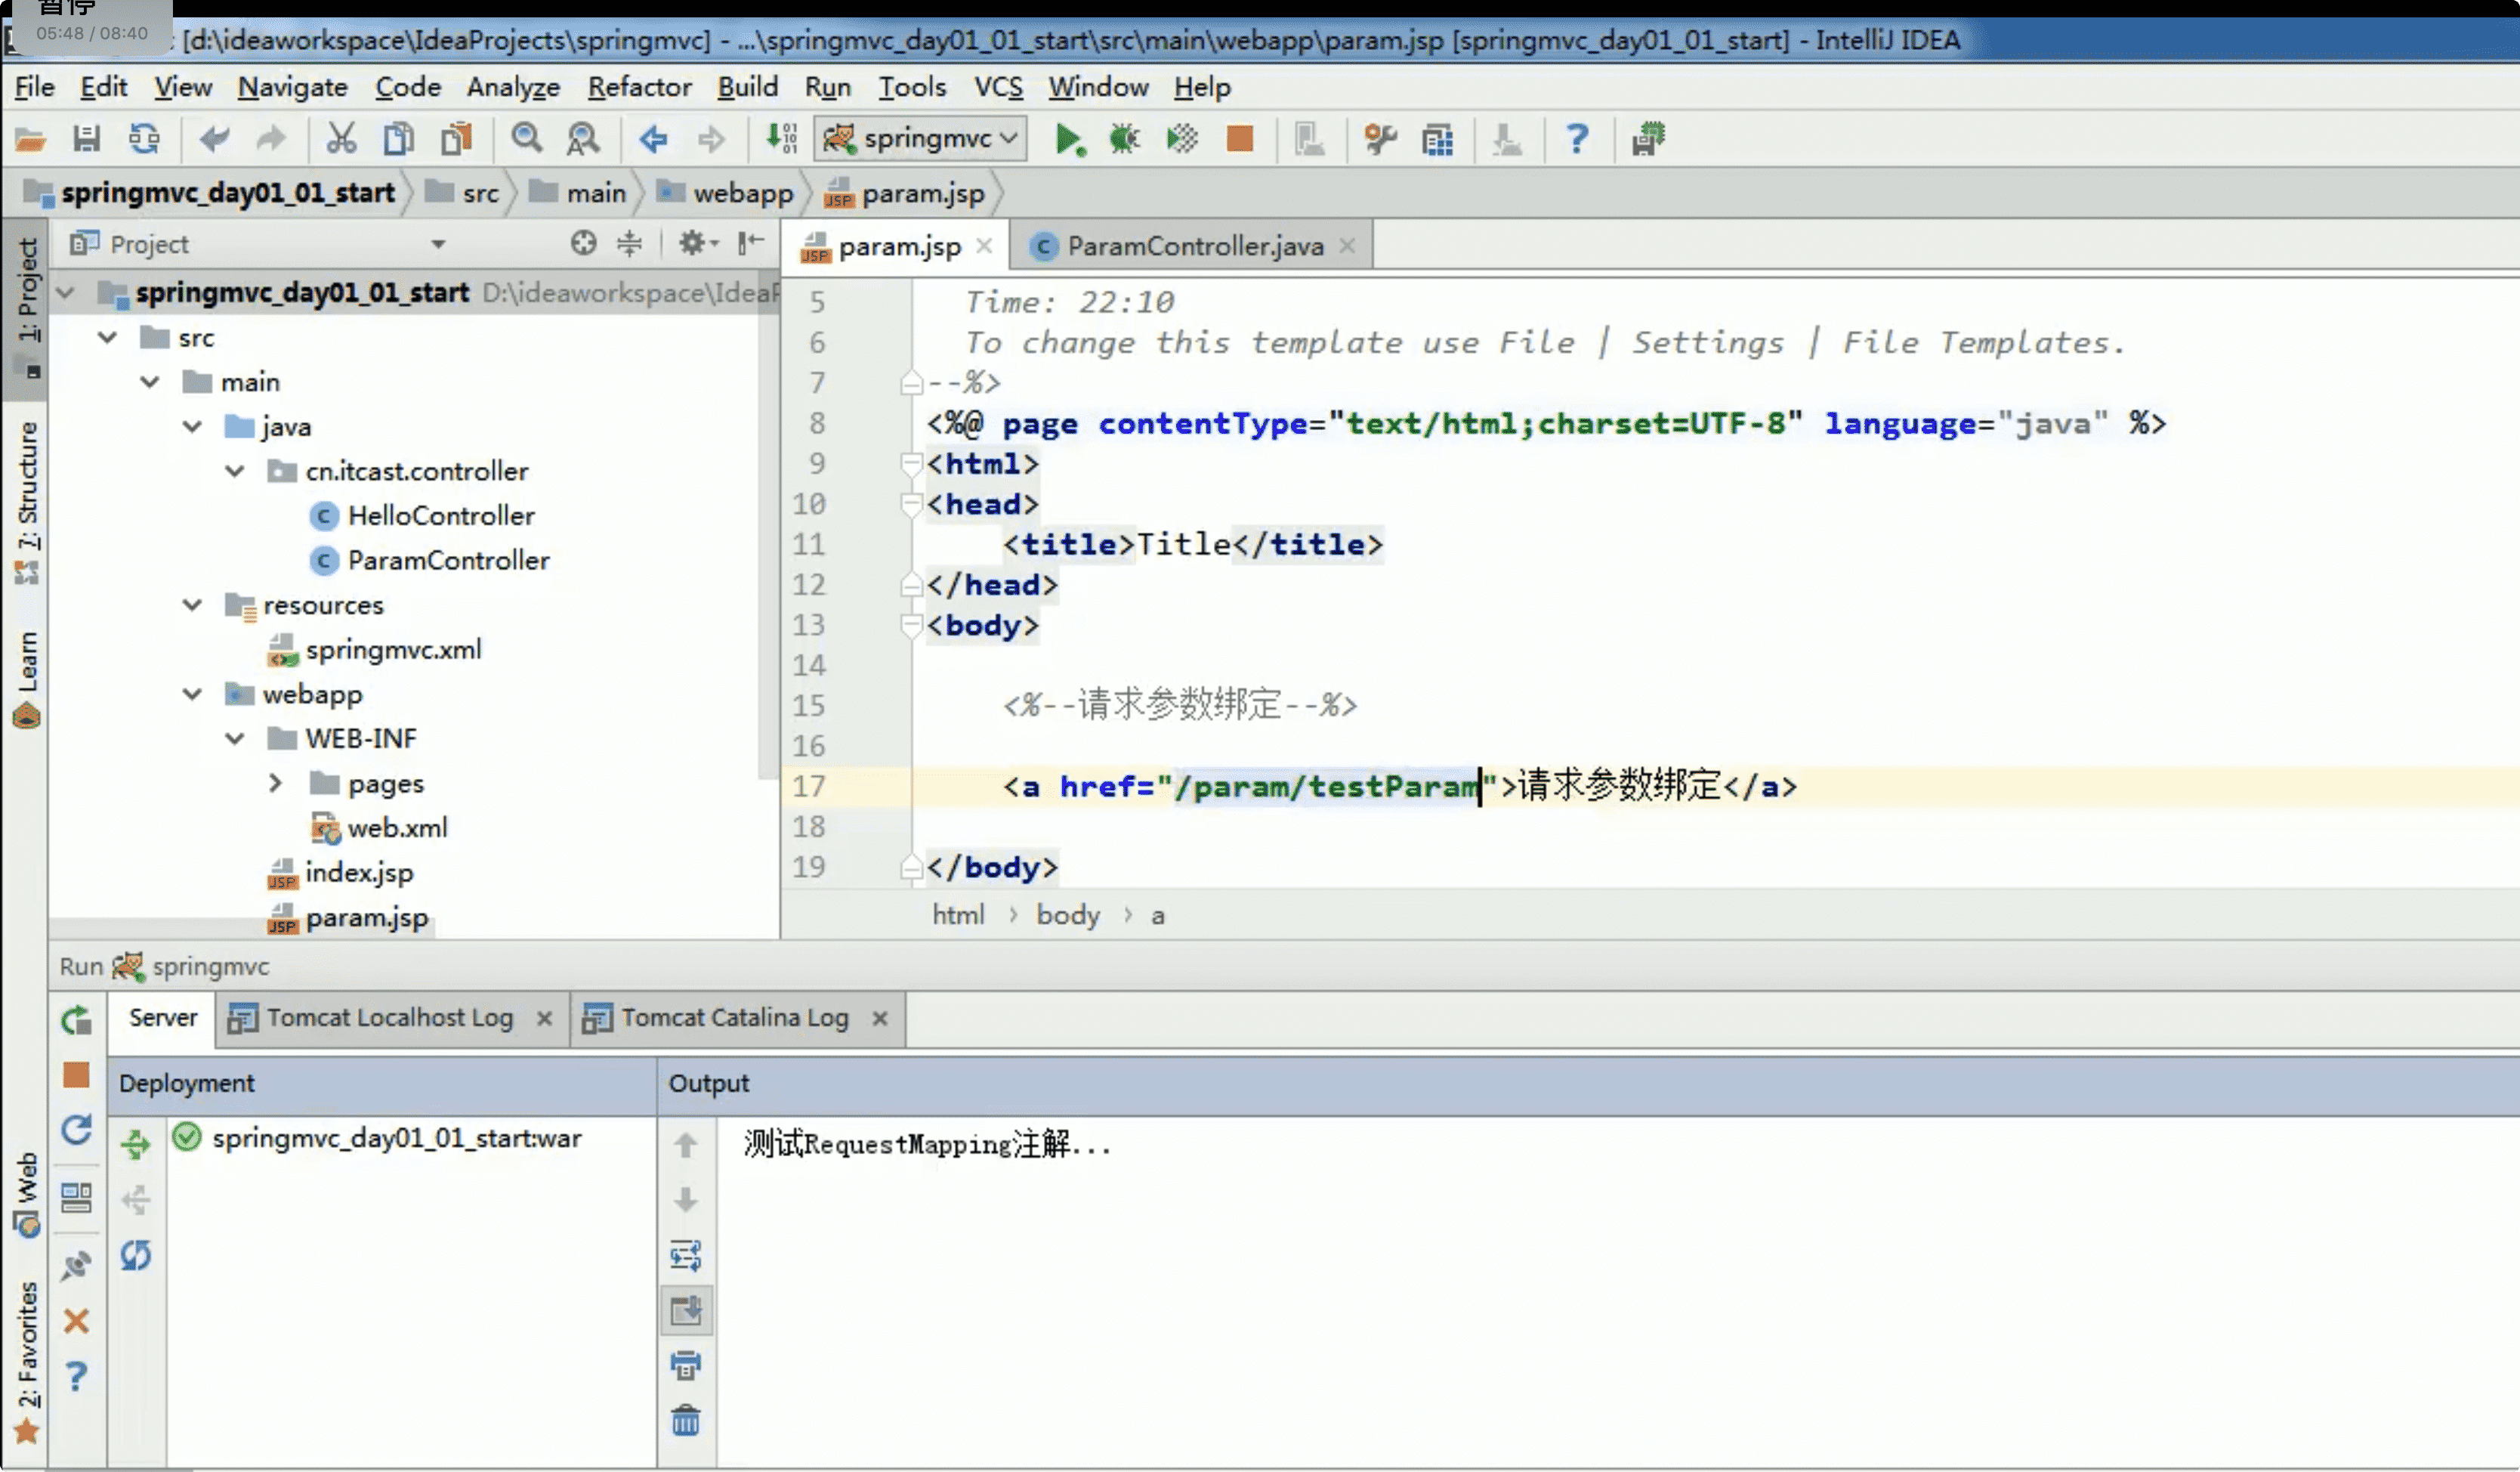 暂停
05:48 / 08:40
[d:\ideaworkspace\IdeaProjects\springmvc] - ...\springmvc_day01_01_start\src\main\webapp\param.jsp [springmvc_day01_01_start] - IntelliJ IDEA
File Edit View Navigate Code Analyze Refactor Build Run Tools VCS Window Help
springmvc
springmvc_day01_01_start src main webapp param.jsp
1: Project
7: Structure
Learn
Web
2: Favorites
Project
springmvc_day01_01_start D:\ideaworkspace\IdeaP
src
main
java
cn.itcast.controller
HelloController
ParamController
resources
springmvc.xml
webapp
WEB-INF
pages
web.xml
index.jsp
param.jsp
param.jsp ParamController.java
5 Time: 22:10
6 To change this template use File | Settings | File Templates.
7 --%>
8 <%@ page contentType="text/html;charset=UTF-8" language="java" %>
9 <html>
10 <head>
11 <title>Title</title>
12 </head>
13 <body>
14
15 <%--请求参数绑定--%>
16
17 <a href="/param/testParam">请求参数绑定</a>
18
19 </body>
html › body › a
Run springmvc
Server Tomcat Localhost Log Tomcat Catalina Log
Deployment Output
springmvc_day01_01_start:war
测试RequestMapping注解...